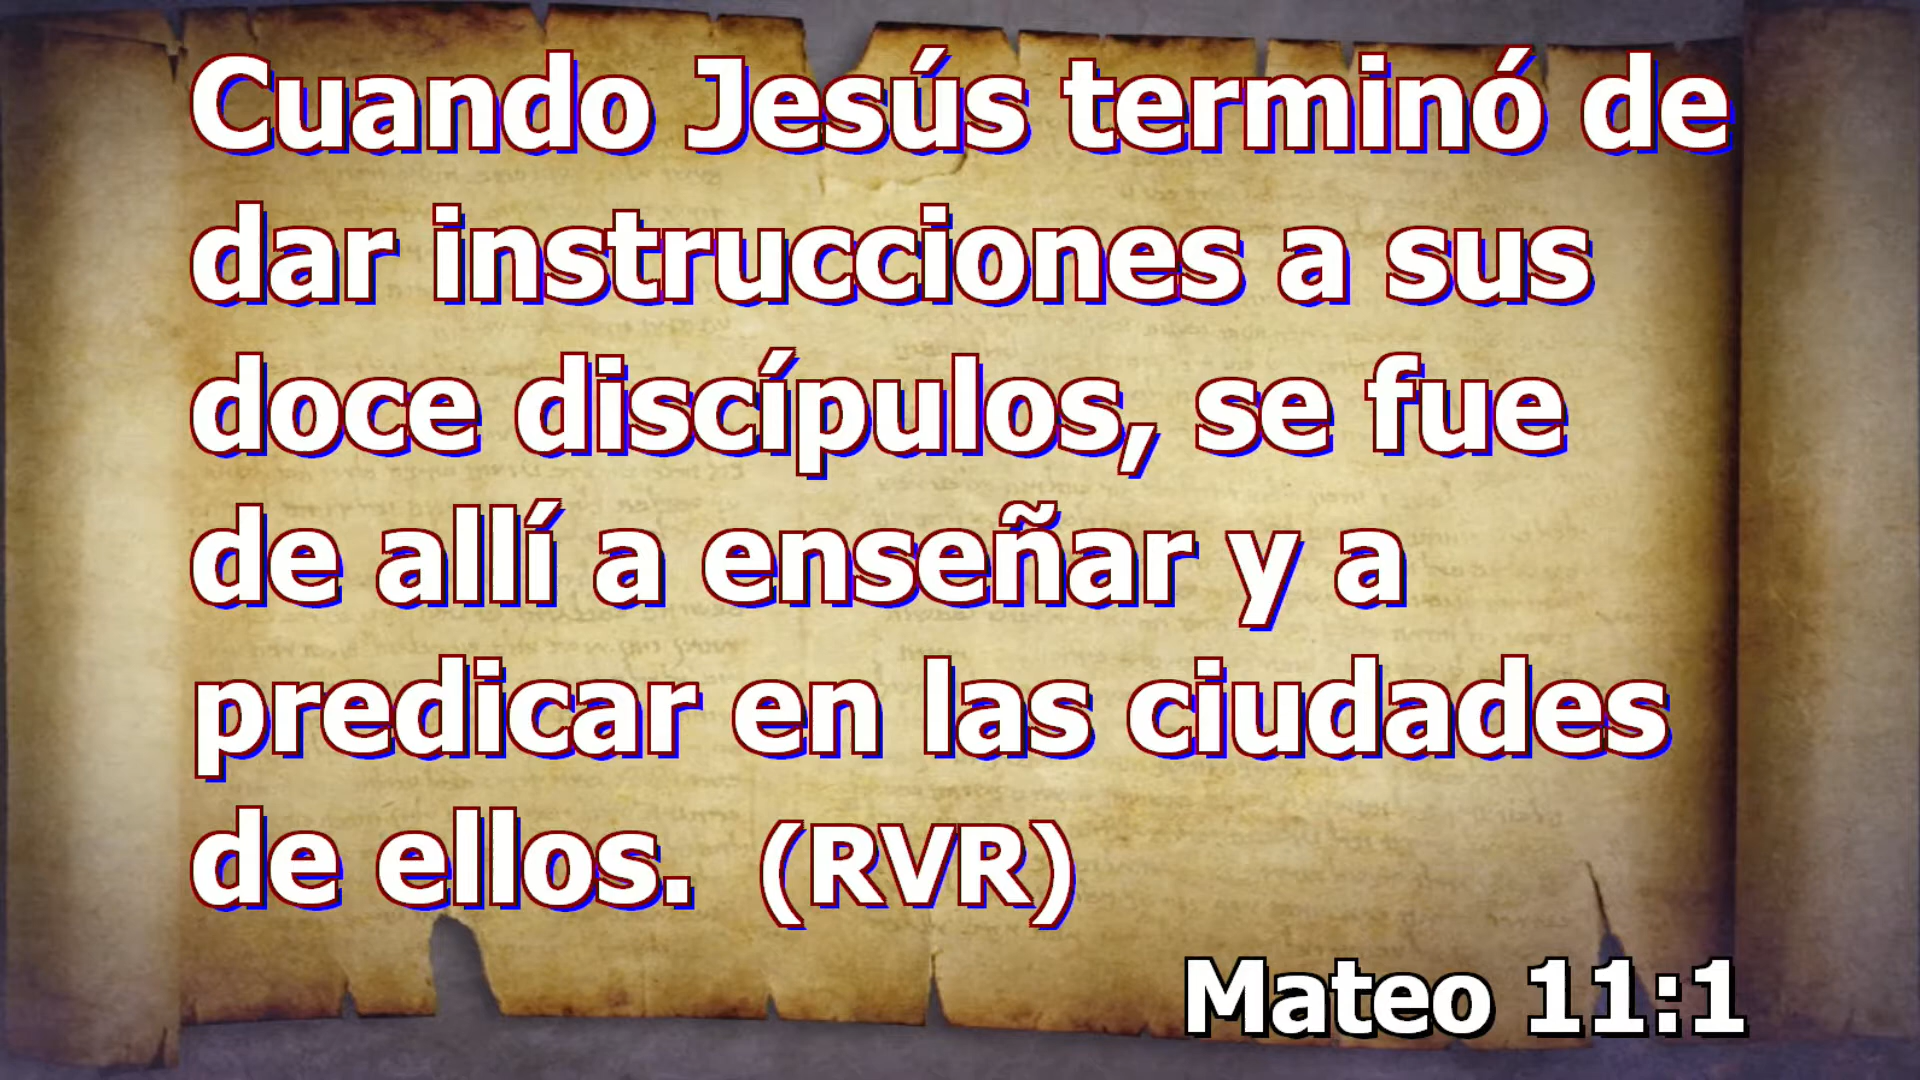 Cuando Jesús terminó de
dar instrucciones a sus
doce discípulos, se fue
de allí a enseñar y a
predicar en las ciudades
de ellos. (RVR)
Mateo 11:1